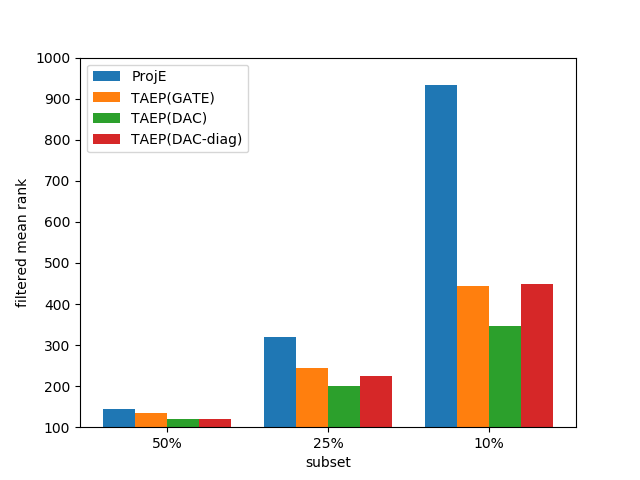 1000
900
800
700
600
500
400
300
200
100
filtered mean rank
ProjE
TAEP(GATE)
TAEP(DAC)
TAEP(DAC-diag)
50%
25%
10%
subset